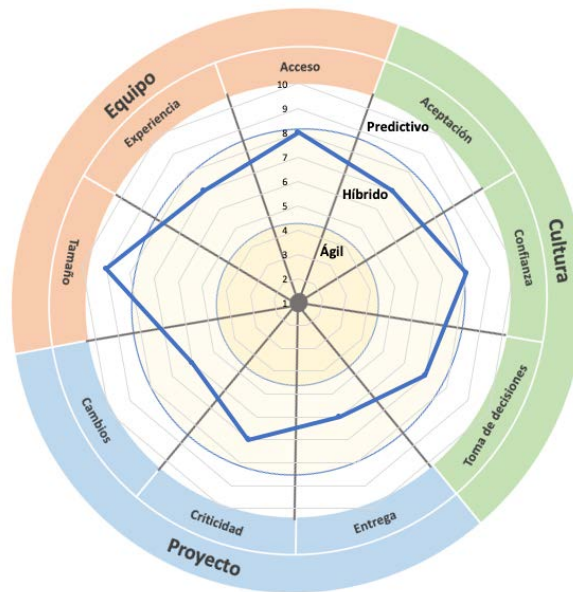 Equipo
Cultura
Proyecto
Acceso
Aceptación
Confianza
Toma de decisiones
Entrega
Criticidad
Cambios
Tamaño
Experiencia
10
9
8
7
6
5
4
3
2
1
Predictivo
Híbrido
Ágil